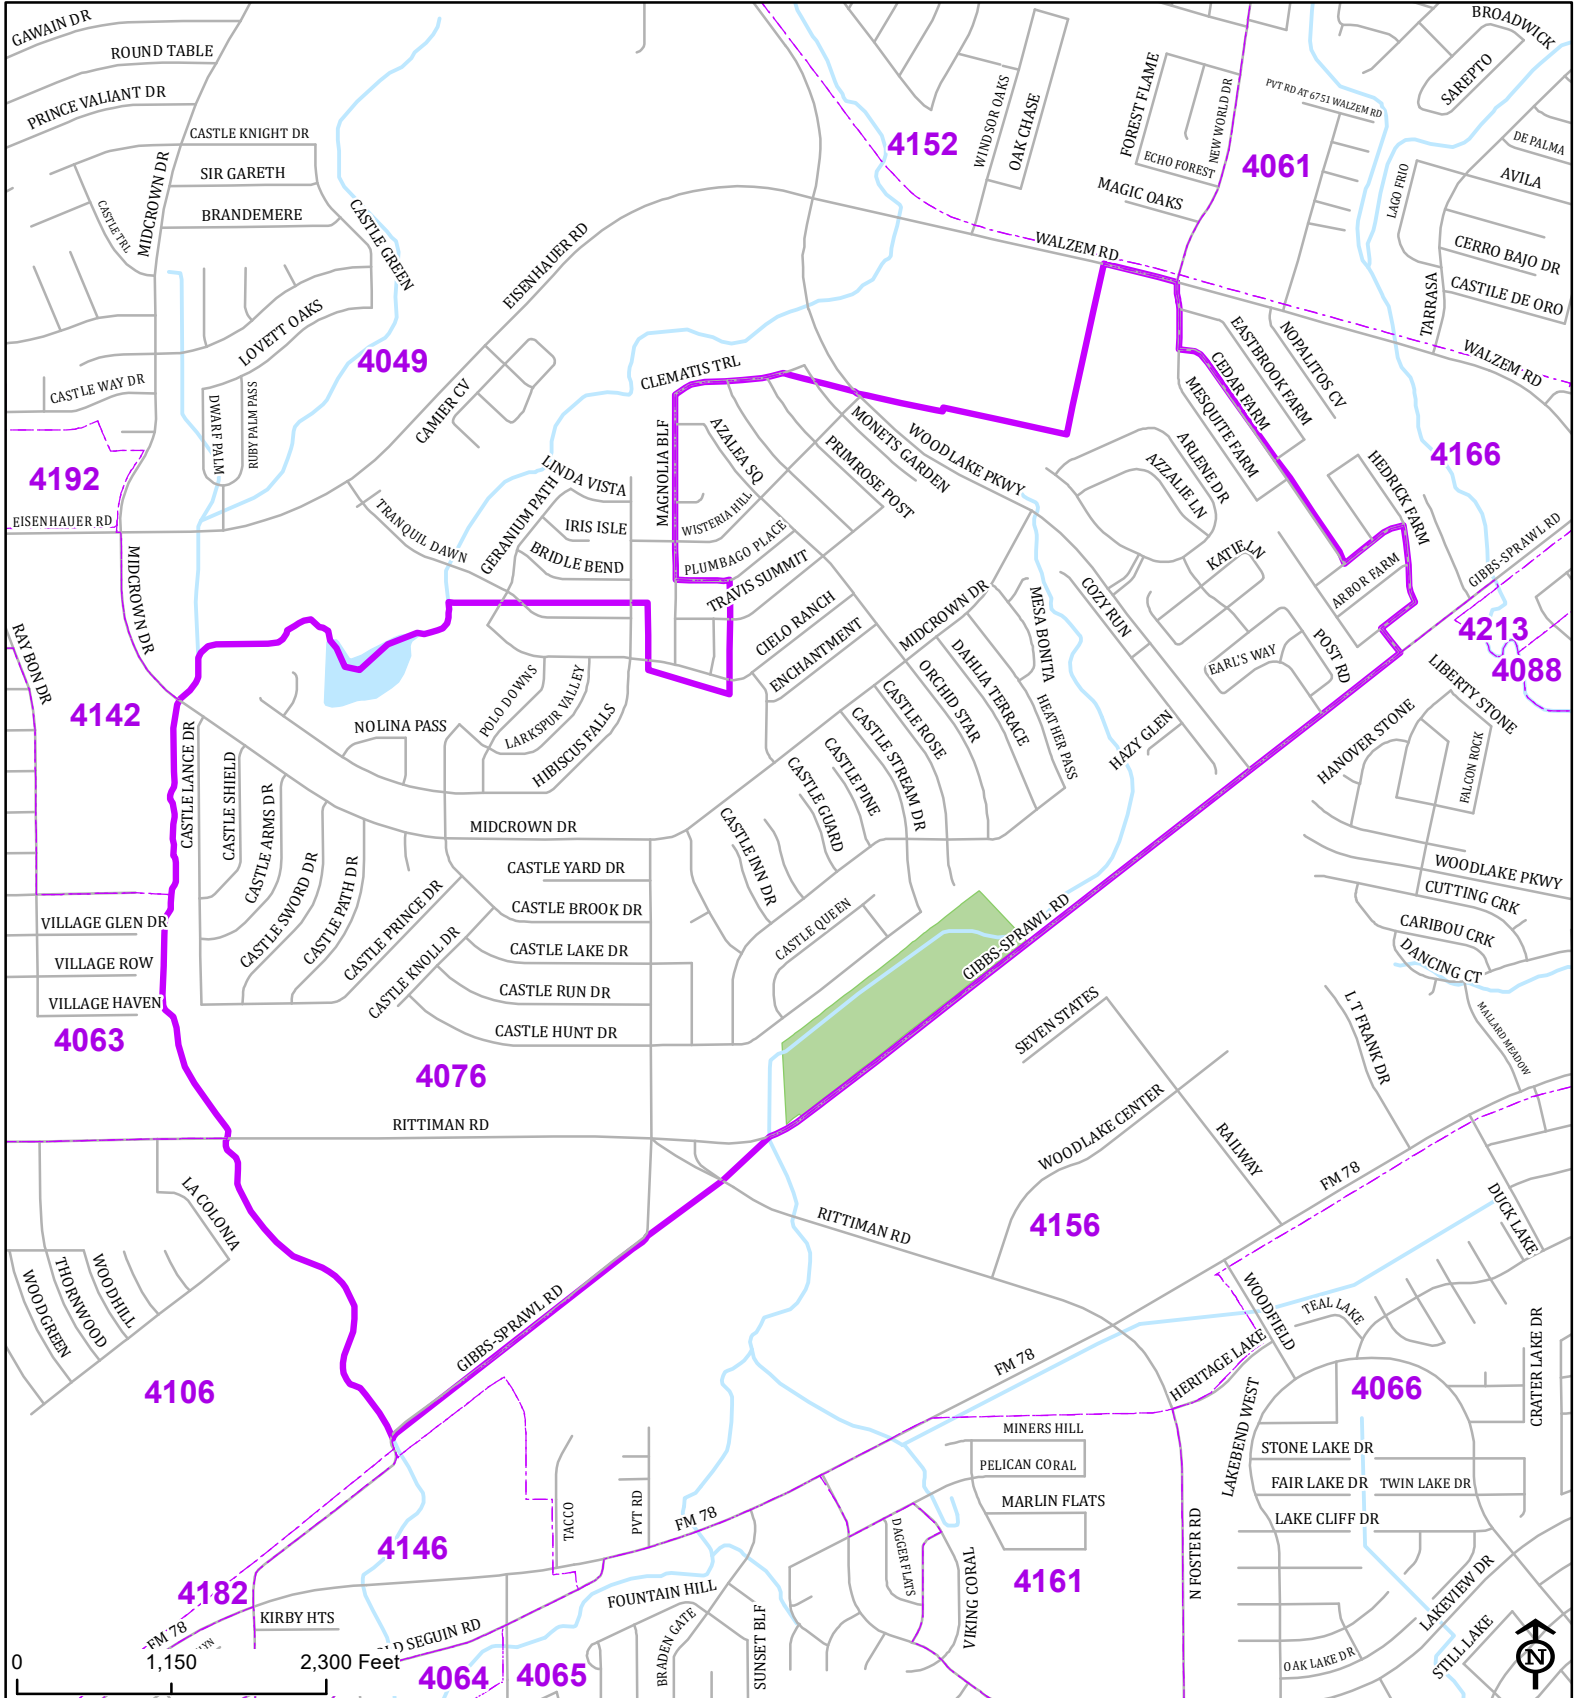 GAWAIN DR
ROUND TABLE
PRINCE VALIANT DR
CASTLE KNIGHT DR
SIR GARETH
BRANDEMERE
CASTLE TRL
MIDCROWN DR
CASTLE GREEN
EISENHAUER RD
4152
WINDSOR OAKS
OAK CHASE
FOREST FLAME
NEW WORLD DR
ECHO FOREST
MAGIC OAKS
4061
PVT RD AT 6751 WALZEM RD
BROADWICK
SAREPTO
DE PALMA
AVILA
LAGO FRIO
CERRO BAJO DR
CASTILE DE ORO
TARRASA
WALZEM RD
WALZEM RD
LOVETT OAKS
4049
CASTLE WAY DR
DWARF PALM
RUBY PALM PASS
CAMIER CV
CLEMATIS TRL
4192
EISENHAUER RD
MIDCROWN DR
MAGNOLIA BLF
AZALEA SQ
MONETS GARDEN
PRIMROSE POST
WOODLAKE PKWY
EASTBROOK FARM
NOPALITOS CV
CEDAR FARM
MESQUITE FARM
ARLENE DR
AZZALIE LN
4166
HEDRICK FARM
LINDA VISTA
GERANIUM PATH
IRIS ISLE
BRIDLE BEND
TRANQUIL DAWN
WISTERIA HILL
PLUMBAGO PLACE
TRAVIS SUMMIT
CIELO RANCH
ENCHANTMENT
MIDCROWN DR
KATIE LN
COZY RUN
ARBOR FARM
GIBBS-SPRAWL RD
4213
4088
EARL'S WAY
POST RD
MESA BONITA
DAHLIA TERRACE
ORCHID STAR
HEATHER PASS
HAZY GLEN
LIBERTY STONE
HANOVER STONE
FALCON ROCK
RAY BON DR
4142
CASTLE LANCE DR
CASTLE SHIELD
CASTLE ARMS DR
CASTLE SWORD DR
CASTLE PATH DR
NOLINA PASS
POLO DOWNS
LARKSPUR VALLEY
HIBISCUS FALLS
CASTLE ROSE
CASTLE STREAM DR
CASTLE PINE
CASTLE GUARD
CASTLE INN DR
CASTLE QUEEN
MIDCROWN DR
CASTLE YARD DR
CASTLE BROOK DR
CASTLE LAKE DR
CASTLE RUN DR
CASTLE HUNT DR
CASTLE PRINCE DR
CASTLE KNOLL DR
VILLAGE GLEN DR
VILLAGE ROW
VILLAGE HAVEN
4063
4076
RITTIMAN RD
GIBBS-SPRAWL RD
WOODLAKE PKWY
CUTTING CRK
CARIBOU CRK
DANCING CT
MALLARD MEADOW
L T FRANK DR
SEVEN STATES
WOODLAKE CENTER
RAILWAY
4156
RITTIMAN RD
FM 78
DUCK LAKE
LA COLONIA
WOODHILL
THORNWOOD
WOODGREEN
4106
GIBBS-SPRAWL RD
FM 78
WOODFIELD
TEAL LAKE
HERITAGE LAKE
LAKEBEND WEST
4066
CRATER LAKE DR
STONE LAKE DR
FAIR LAKE DR
TWIN LAKE DR
LAKE CLIFF DR
LAKEVIEW DR
STILL LAKE
OAK LAKE DR
N FOSTER RD
MINERS HILL
PELICAN CORAL
MARLIN FLATS
4161
VIKING CORAL
DAGGER FLATS
FM 78
TACCO
PVT RD
4146
4182
FM 78
KIRBY HTS
OLD SEGUIN RD
FOUNTAIN HILL
BRADEN GATE
SUNSET BLF
4064
4065
0 1,150 2,300 Feet
N